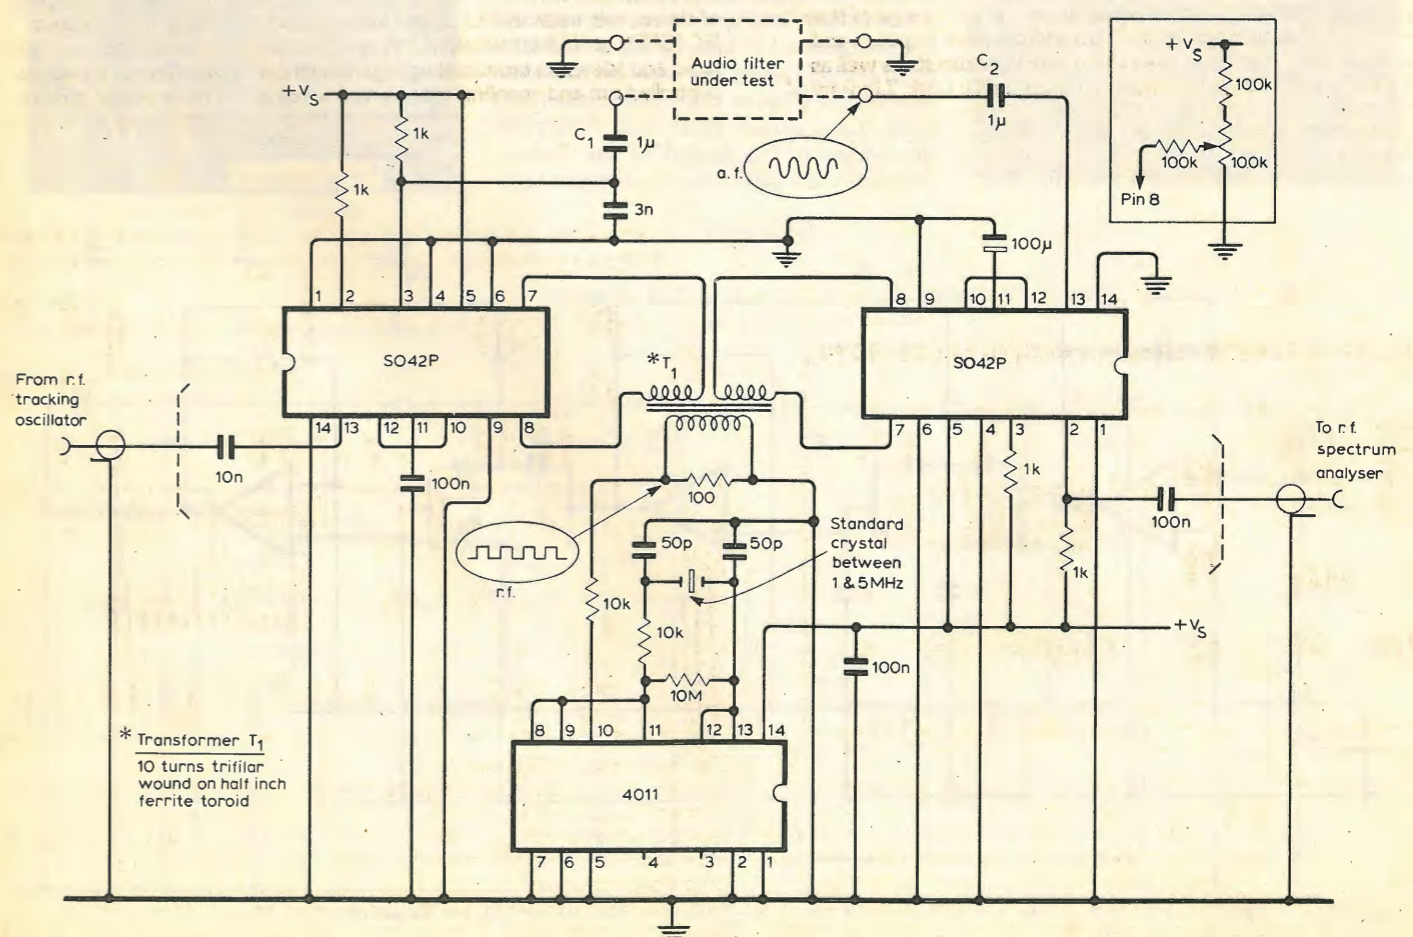 Audio filter
under test
C2
1µ
+Vs
100k
100k
100k
Pin 8
+Vs
1k
1k
C1
1µ
3n
a.f.
100µ
1 2 3 4 5 6 7
8 9 10 11 12 13 14
SO42P
SO42P
*T1
From r.f.
tracking
oscillator
14 13 12 11 10 9 8
7 6 5 4 3 2 1
To r.f.
spectrum
analyser
10n
100n
100
1k
100n
r.f.
50p
50p
Standard
crystal
between
1 & 5MHz
1k
10k
10k
+Vs
10M
100n
* Transformer T1
10 turns trifilar
wound on half inch
ferrite toroid
8 9 10 11 12 13 14
4011
7 6 5 4 3 2 1